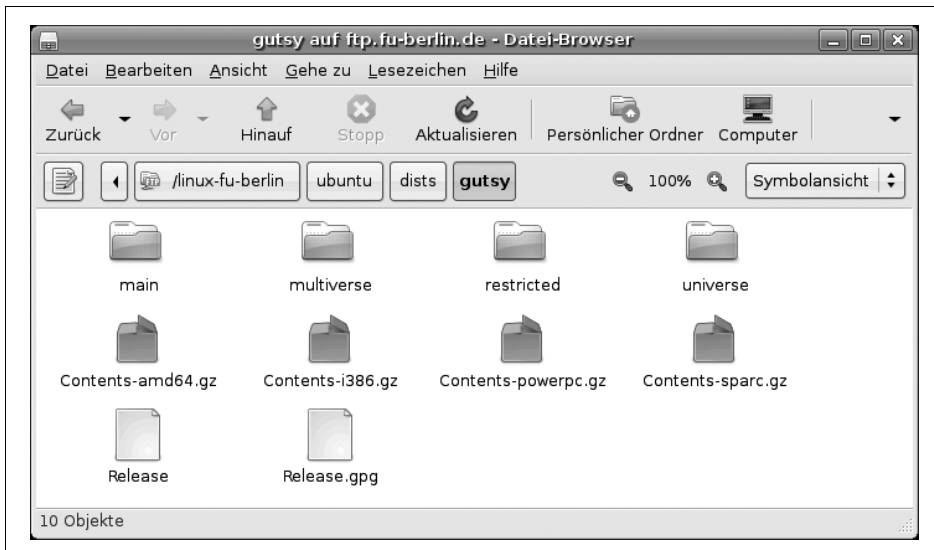 gutsy auf ftp.fu-berlin.de - Datei-Browser
Datei Bearbeiten Ansicht Gehe zu Lesezeichen Hilfe
Zurück Vor Hinauf Stopp Aktualisieren Persönlicher Ordner Computer
/linux-fu-berlin ubuntu dists gutsy 100% Symbolansicht
main multiverse restricted universe
Contents-amd64.gz Contents-i386.gz Contents-powerpc.gz Contents-sparc.gz
Release Release.gpg
10 Objekte